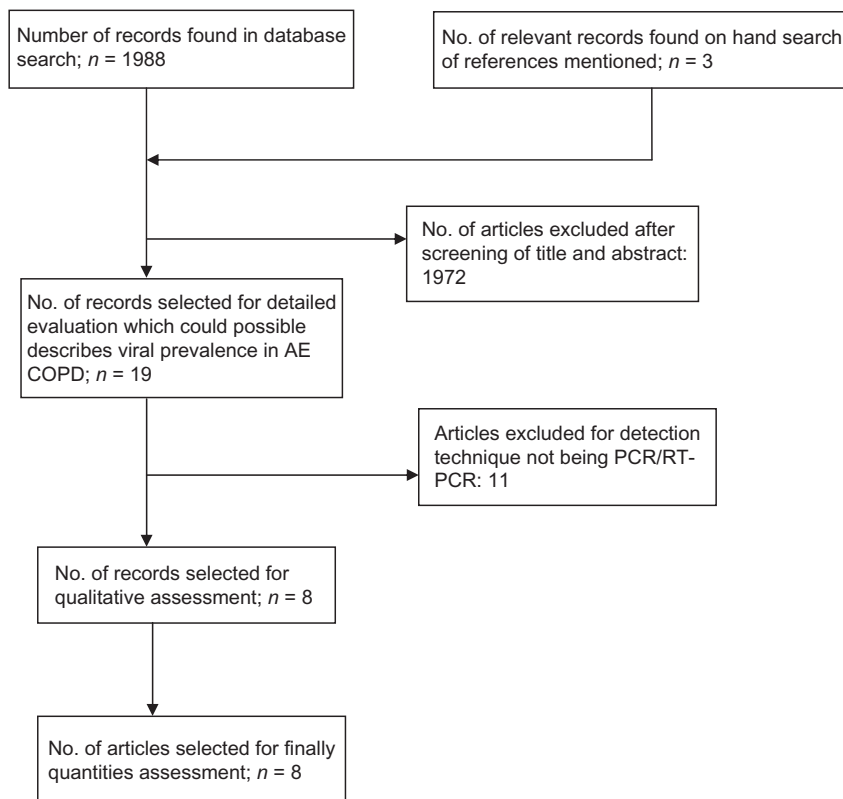 Number of records found in database
search; n = 1988
No. of relevant records found on hand search
of references mentioned; n = 3
No. of articles excluded after
screening of title and abstract:
1972
No. of records selected for detailed
evaluation which could possible
describes viral prevalence in AE
COPD; n = 19
Articles excluded for detection
technique not being PCR/RT-
PCR: 11
No. of records selected for
qualitative assessment; n = 8
No. of articles selected for finally
quantities assessment; n = 8